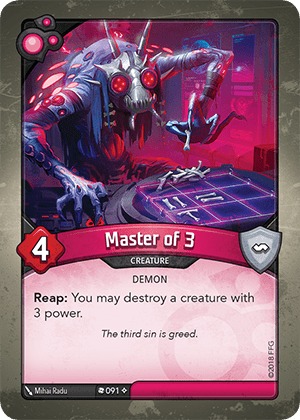 Master of 3
CREATURE
4
DEMON
Reap: You may destroy a creature with
3 power.
The third sin is greed.
Mihai Radu
091
©2018 FFG